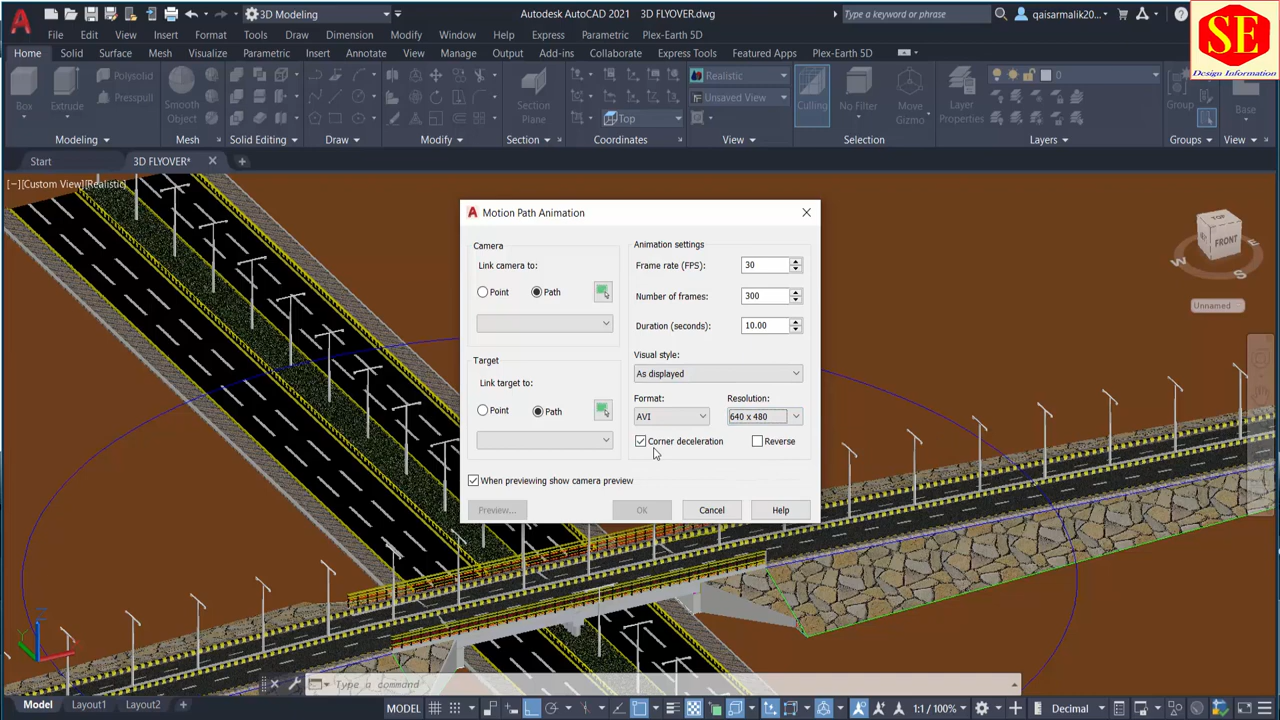 3D Modeling
Autodesk AutoCAD 2021 3D FLYOVER.dwg
Type a keyword or phrase
qaisarmalik20...
SE
Design Information
File Edit View Insert Format Tools Draw Dimension Modify Window Help Express Parametric Plex-Earth 5D
Home Solid Surface Mesh Visualize Parametric Insert Annotate View Manage Output Add-ins Collaborate Express Tools Featured Apps Plex-Earth 5D
Box
Extrude
Polysolid
Presspull
Smooth
Object
Section
Plane
Top
Realistic
Unsaved View
Culling
No Filter
Move
Gizmo
Layer
Properties
0
Group
Base
Modeling Mesh Solid Editing Draw Modify Section Coordinates View Selection Layers Groups View
Start
3D FLYOVER*
[−][Custom View][Realistic]
TOP
FRONT
W
S
E
Unnamed
Motion Path Animation
Camera
Link camera to:
Point Path
Target
Link target to:
Point Path
Animation settings
Frame rate (FPS): 30
Number of frames: 300
Duration (seconds): 10.00
Visual style:
As displayed
Format: Resolution:
AVI 640 x 480
Corner deceleration Reverse
When previewing show camera preview
Preview... OK Cancel Help
Z
Y
Type a command
Model Layout1 Layout2
MODEL 1:1 / 100% Decimal